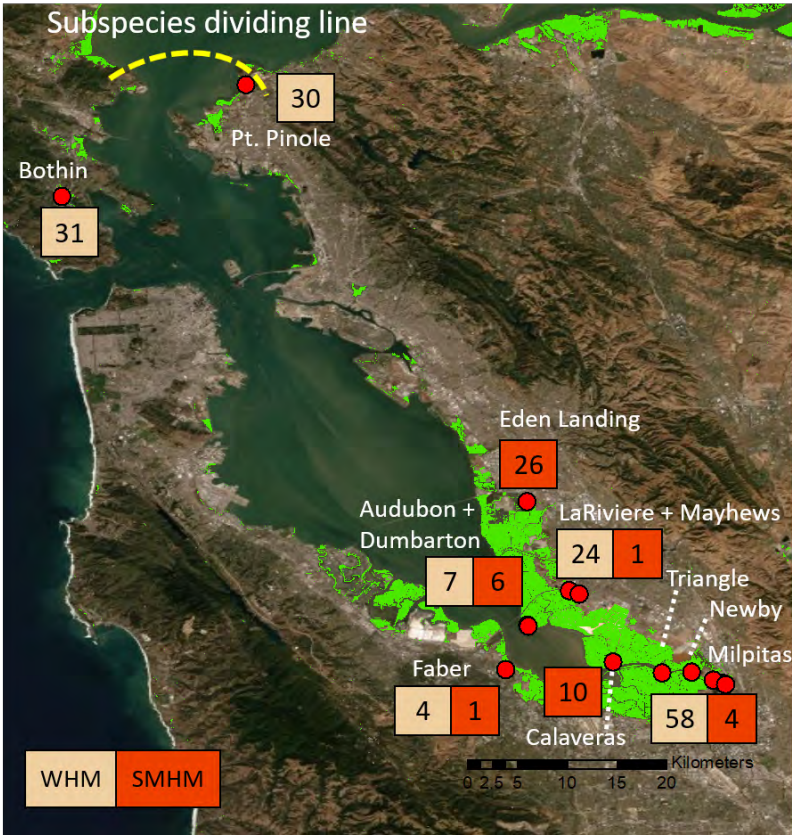 Subspecies dividing line
30
Pt. Pinole
Bothin
31
Eden Landing
26
Audubon +
Dumbarton
LaRiviere + Mayhews
24 1
7 6
Triangle
Newby
Milpitas
Faber
10
4 1
58 4
Calaveras
WHM SMHM
Kilometers
0 2.5 5 10 15 20